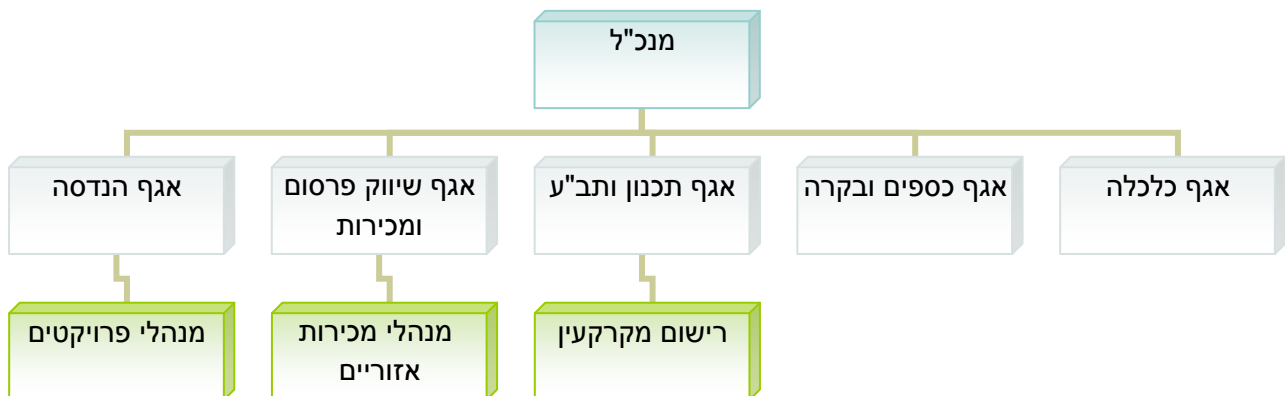 מנכ"ל
אגף כלכלה
אגף כספים ובקרה
אגף תכנון ותב"ע
אגף שיווק פרסום
ומכירות
אגף הנדסה
רישום מקרקעין
מנהלי מכירות
אזוריים
מנהלי פרויקטים